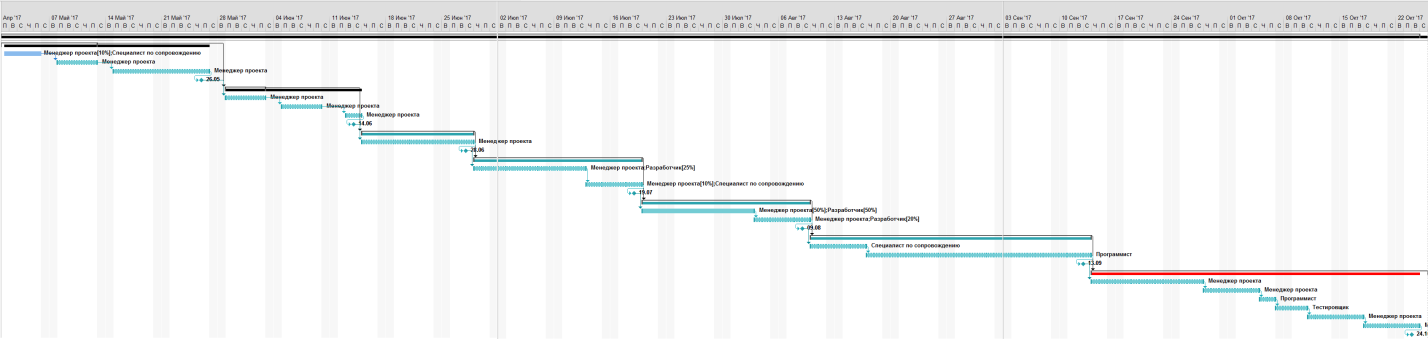 Апр '17 07 Май '17 14 Май '17 21 Май '17 28 Май '17 04 Июн '17 11 Июн '17 18 Июн '17 25 Июн '17 02 Июл '17 09 Июл '17 16 Июл '17 23 Июл '17 30 Июл '17 06 Авг '17 13 Авг '17 20 Авг '17 27 Авг '17 03 Сен '17 10 Сен '17 17 Сен '17 24 Сен '17 01 Окт '17 08 Окт '17 15 Окт '17 22 Окт '17
Менеджер проекта[10%];Специалист по сопровождению
Менеджер проекта
Менеджер проекта
26.05
Менеджер проекта
Менеджер проекта
Менеджер проекта
14.06
Менеджер проекта
28.06
Менеджер проекта;Разработчик[25%]
Менеджер проекта[10%];Специалист по сопровождению
19.07
Менеджер проекта[50%];Разработчик[50%]
Менеджер проекта;Разработчик[20%]
09.08
Специалист по сопровождению
Программист
13.09
Менеджер проекта
Менеджер проекта
Программист
Тестировщик
Менеджер проекта